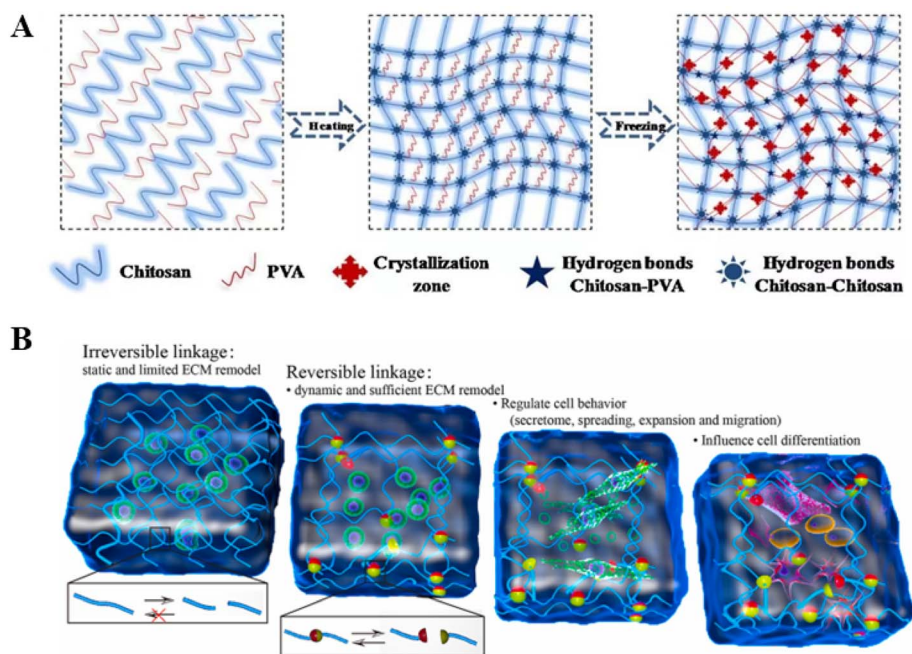 A
Heating
Freezing
Chitosan
PVA
Crystallization
zone
Hydrogen bonds
Chitosan-PVA
Hydrogen bonds
Chitosan-Chitosan
B
Irreversible linkage:
static and limited ECM remodel
Reversible linkage:
• dynamic and sufficient ECM remodel
• Regulate cell behavior
(secretome, spreading, expansion and migration)
• Influence cell differentiation